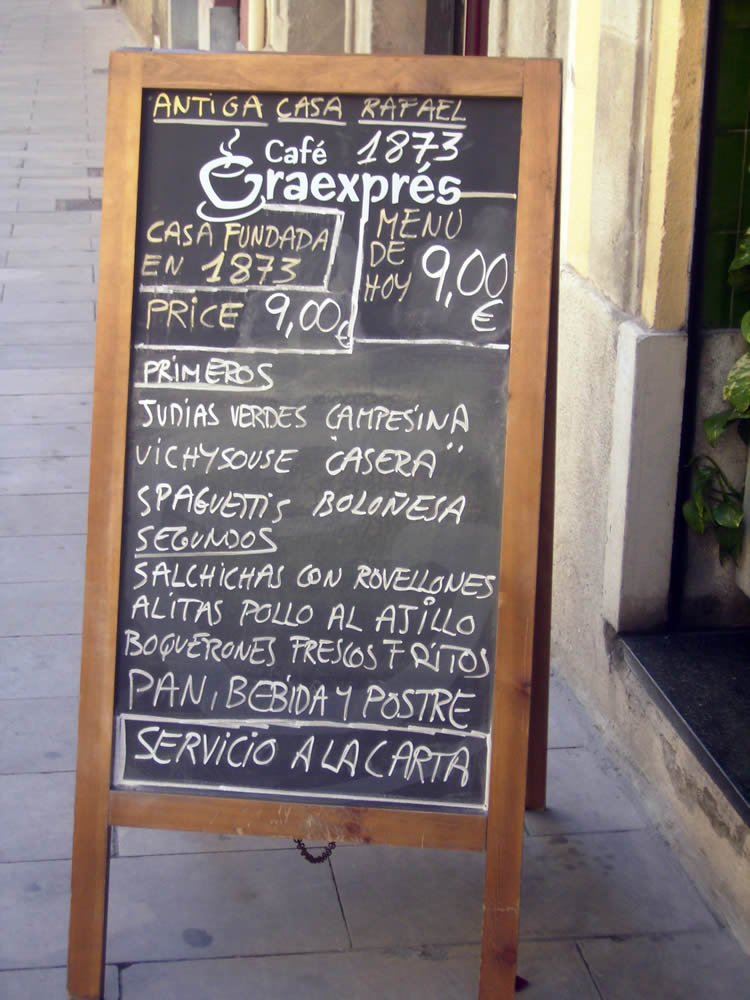 ANTIGA CASA RAFAEL
1873
Café
Graexprés
CASA FUNDADA
EN 1873
PRICE 9,00€
MENU
DE
HOY
9,00
€
PRIMEROS
JUDIAS VERDES CAMPESINA
VICHYSOUSE "CASERA"
SPAGUETTIS BOLOÑESA
SEGUNDOS
SALCHICHAS CON ROVELLONES
ALITAS POLLO AL AJILLO
BOQUERONES FRESCOS FRITOS
PAN, BEBIDA Y POSTRE
SERVICIO A LA CARTA